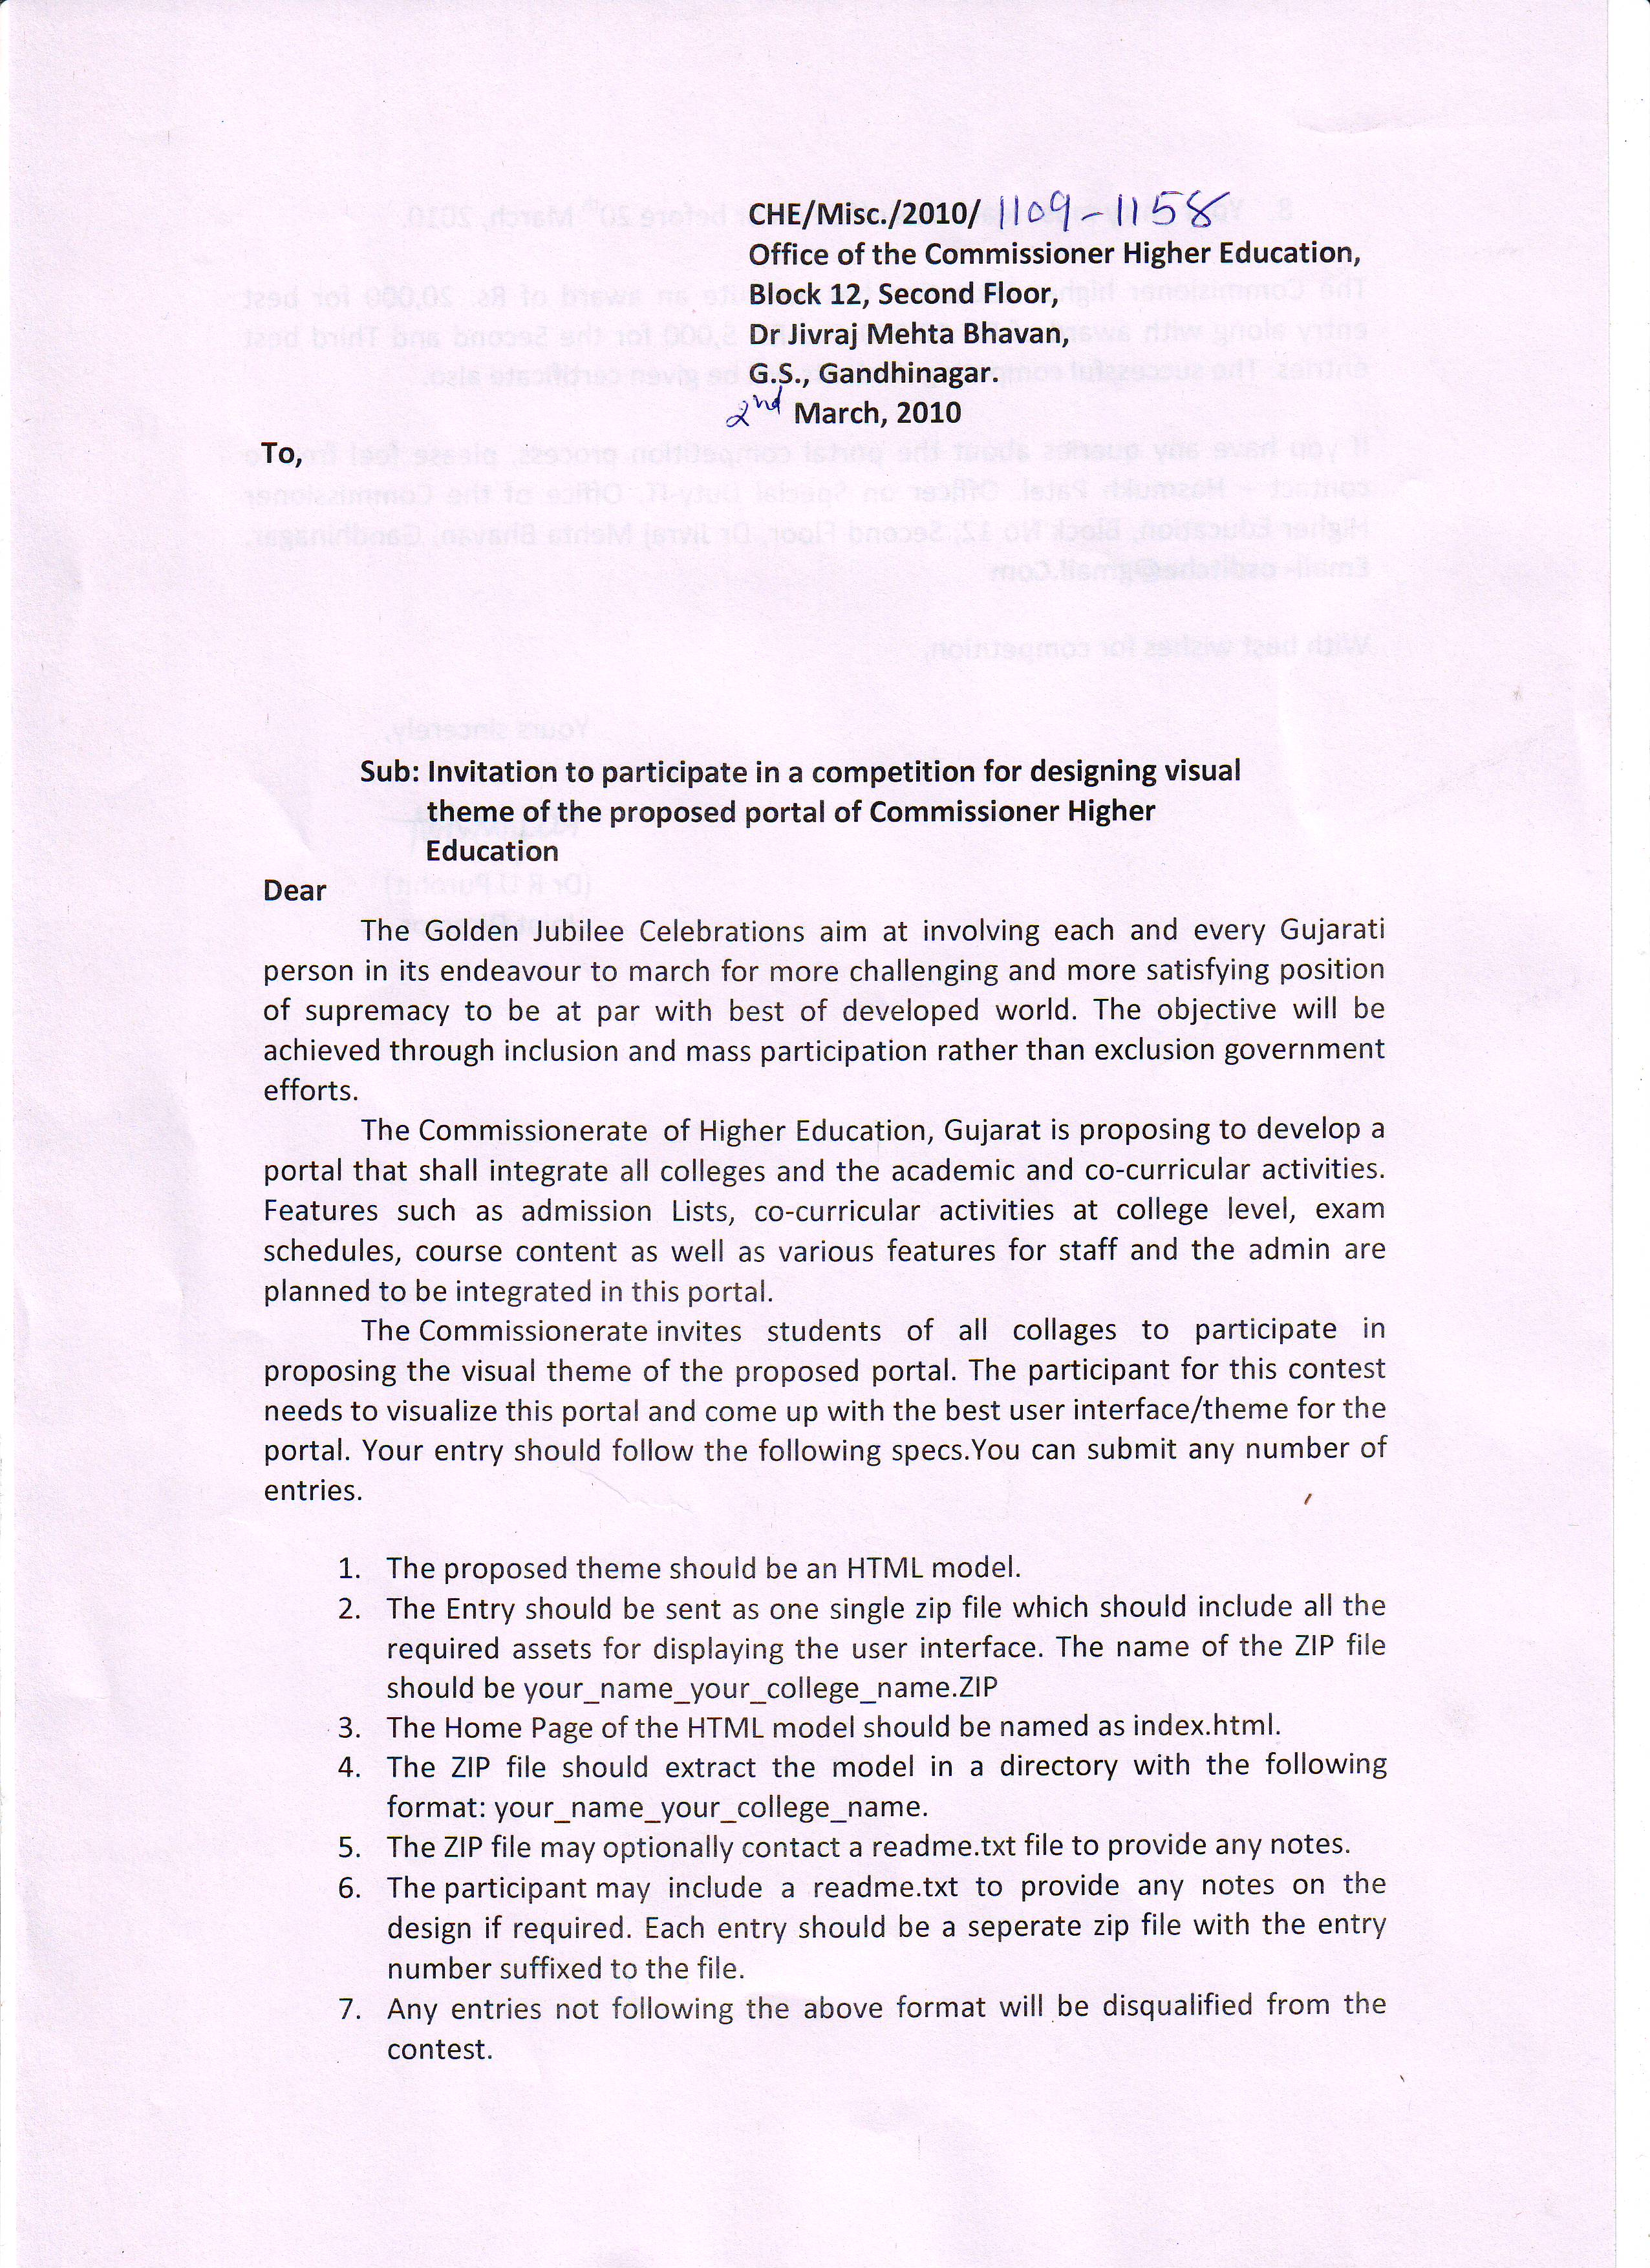 CHE/Misc./2010/ 1109-1158
Office of the Commissioner Higher Education,
Block 12, Second Floor,
Dr Jivraj Mehta Bhavan,
G.S., Gandhinagar.
2nd March, 2010
To,
Sub: Invitation to participate in a competition for designing visual
theme of the proposed portal of Commissioner Higher
Education
Dear
The Golden Jubilee Celebrations aim at involving each and every Gujarati
person in its endeavour to march for more challenging and more satisfying position
of supremacy to be at par with best of developed world. The objective will be
achieved through inclusion and mass participation rather than exclusion government
efforts.
The Commissionerate of Higher Education, Gujarat is proposing to develop a
portal that shall integrate all colleges and the academic and co-curricular activities.
Features such as admission Lists, co-curricular activities at college level, exam
schedules, course content as well as various features for staff and the admin are
planned to be integrated in this portal.
The Commissionerate invites students of all collages to participate in
proposing the visual theme of the proposed portal. The participant for this contest
needs to visualize this portal and come up with the best user interface/theme for the
portal. Your entry should follow the following specs.You can submit any number of
entries.
1. The proposed theme should be an HTML model.
2. The Entry should be sent as one single zip file which should include all the
required assets for displaying the user interface. The name of the ZIP file
should be your_name_your_college_name.ZIP
3. The Home Page of the HTML model should be named as index.html.
4. The ZIP file should extract the model in a directory with the following
format: your_name_your_college_name.
5. The ZIP file may optionally contact a readme.txt file to provide any notes.
6. The participant may include a readme.txt to provide any notes on the
design if required. Each entry should be a seperate zip file with the entry
number suffixed to the file.
7. Any entries not following the above format will be disqualified from the
contest.